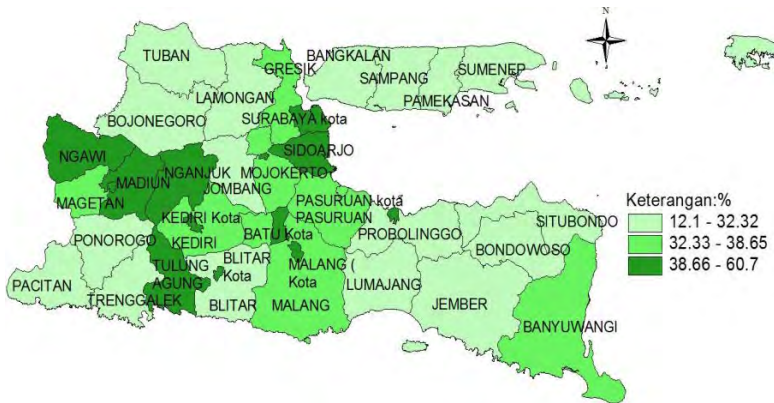 N
TUBAN
BANGKALAN
GRESIK
SAMPANG
SUMENEP
PAMEKASAN
LAMONGAN
BOJONEGORO
SURABAYA kota
NGAWI
SIDOARJO
NGANJUK
MADIUN
JOMBANG
MOJOKERTO
MAGETAN
PASURUAN kota
PASURUAN
KEDIRI Kota
BATU Kota
PONOROGO
KEDIRI
PROBOLINGGO
SITUBONDO
BONDOWOSO
TULUNG
AGUNG
BLITAR
Kota
MALANG (
Kota
PACITAN
TRENGGALEK
BLITAR
MALANG
LUMAJANG
JEMBER
BANYUWANGI
Keterangan:%
12.1 - 32.32
32.33 - 38.65
38.66 - 60.7